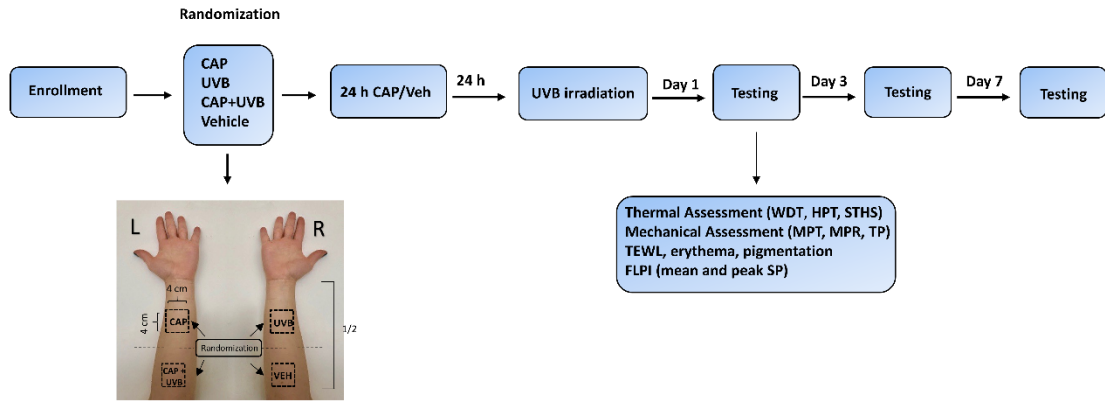 Randomization
Enrollment
CAP
UVB
CAP+UVB
Vehicle
24 h CAP/Veh
24 h
UVB irradiation
Day 1
Testing
Day 3
Testing
Day 7
Testing
Thermal Assessment (WDT, HPT, STHS)
Mechanical Assessment (MPT, MPR, TP)
TEWL, erythema, pigmentation
FLPI (mean and peak SP)
L
R
4 cm
4 cm
CAP
UVB
1/2
Randomization
CAP +
UVB
VEH